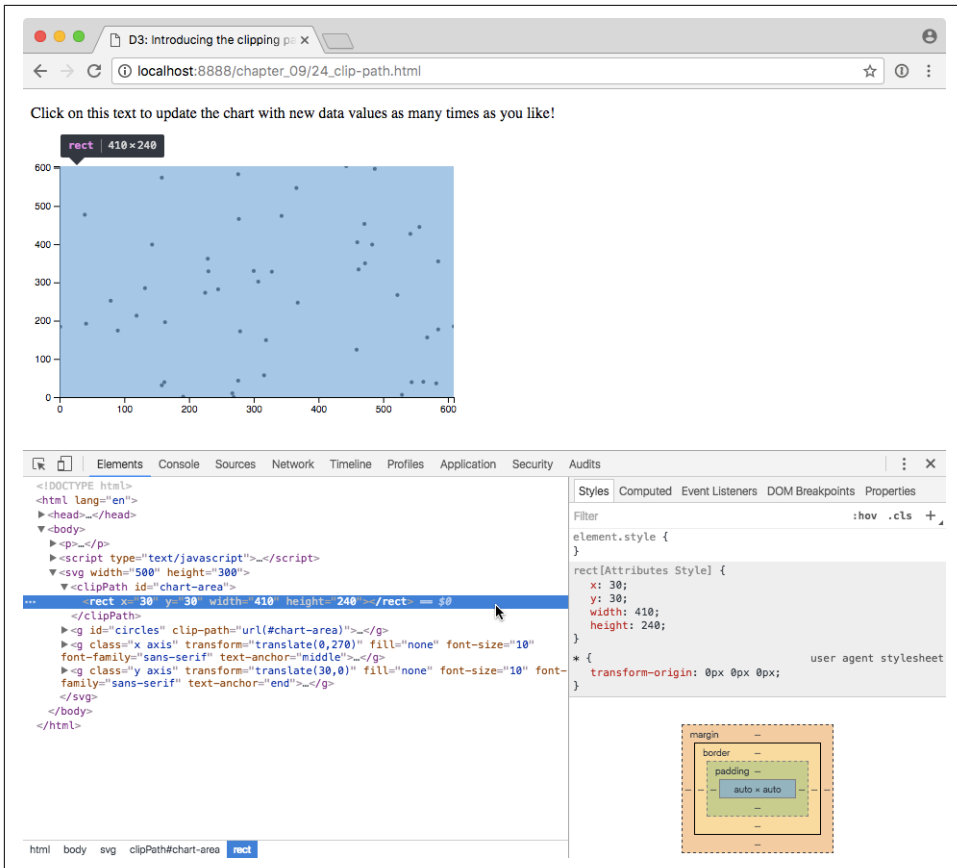 D3: Introducing the clipping pa
localhost:8888/chapter_09/24_clip-path.html
Click on this text to update the chart with new data values as many times as you like!
rect 410×240
600
500
400
300
200
100
0
0 100 200 300 400 500 600
Elements Console Sources Network Timeline Profiles Application Security Audits
<!DOCTYPE html>
<html lang="en">
▶<head>…</head>
▼<body>
▶<p>…</p>
▶<script type="text/javascript">…</script>
▼<svg width="500" height="300">
▼<clipPath id="chart-area">
… <rect x="30" y="30" width="410" height="240"></rect> == $0
</clipPath>
▶<g id="circles" clip-path="url(#chart-area)">…</g>
▶<g class="x axis" transform="translate(0,270)" fill="none" font-size="10"
font-family="sans-serif" text-anchor="middle">…</g>
▶<g class="y axis" transform="translate(30,0)" fill="none" font-size="10" font-
family="sans-serif" text-anchor="end">…</g>
</svg>
</body>
</html>
html body svg clipPath#chart-area rect
Styles Computed Event Listeners DOM Breakpoints Properties
Filter :hov .cls +
element.style {
}
rect[Attributes Style] {
x: 30;
y: 30;
width: 410;
height: 240;
}
* { user agent stylesheet
transform-origin: 0px 0px 0px;
}
margin –
border –
padding –
– – – auto × auto – – –
–
–
–